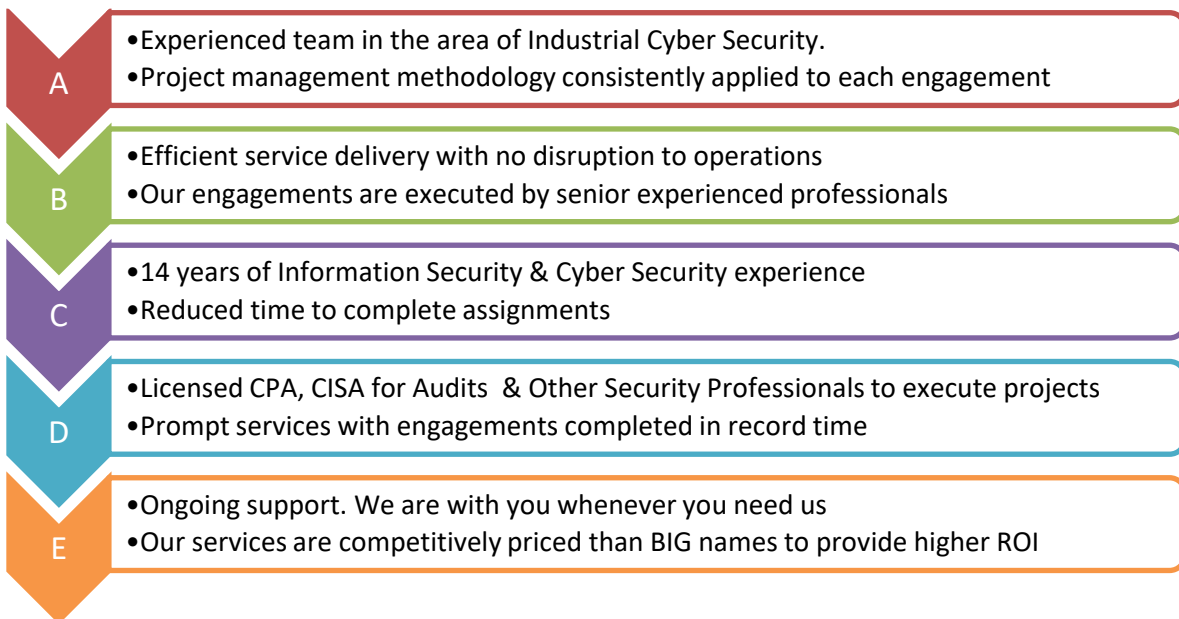 A
•Experienced team in the area of Industrial Cyber Security.
•Project management methodology consistently applied to each engagement
B
•Efficient service delivery with no disruption to operations
•Our engagements are executed by senior experienced professionals
C
•14 years of Information Security & Cyber Security experience
•Reduced time to complete assignments
D
•Licensed CPA, CISA for Audits & Other Security Professionals to execute projects
•Prompt services with engagements completed in record time
E
•Ongoing support. We are with you whenever you need us
•Our services are competitively priced than BIG names to provide higher ROI